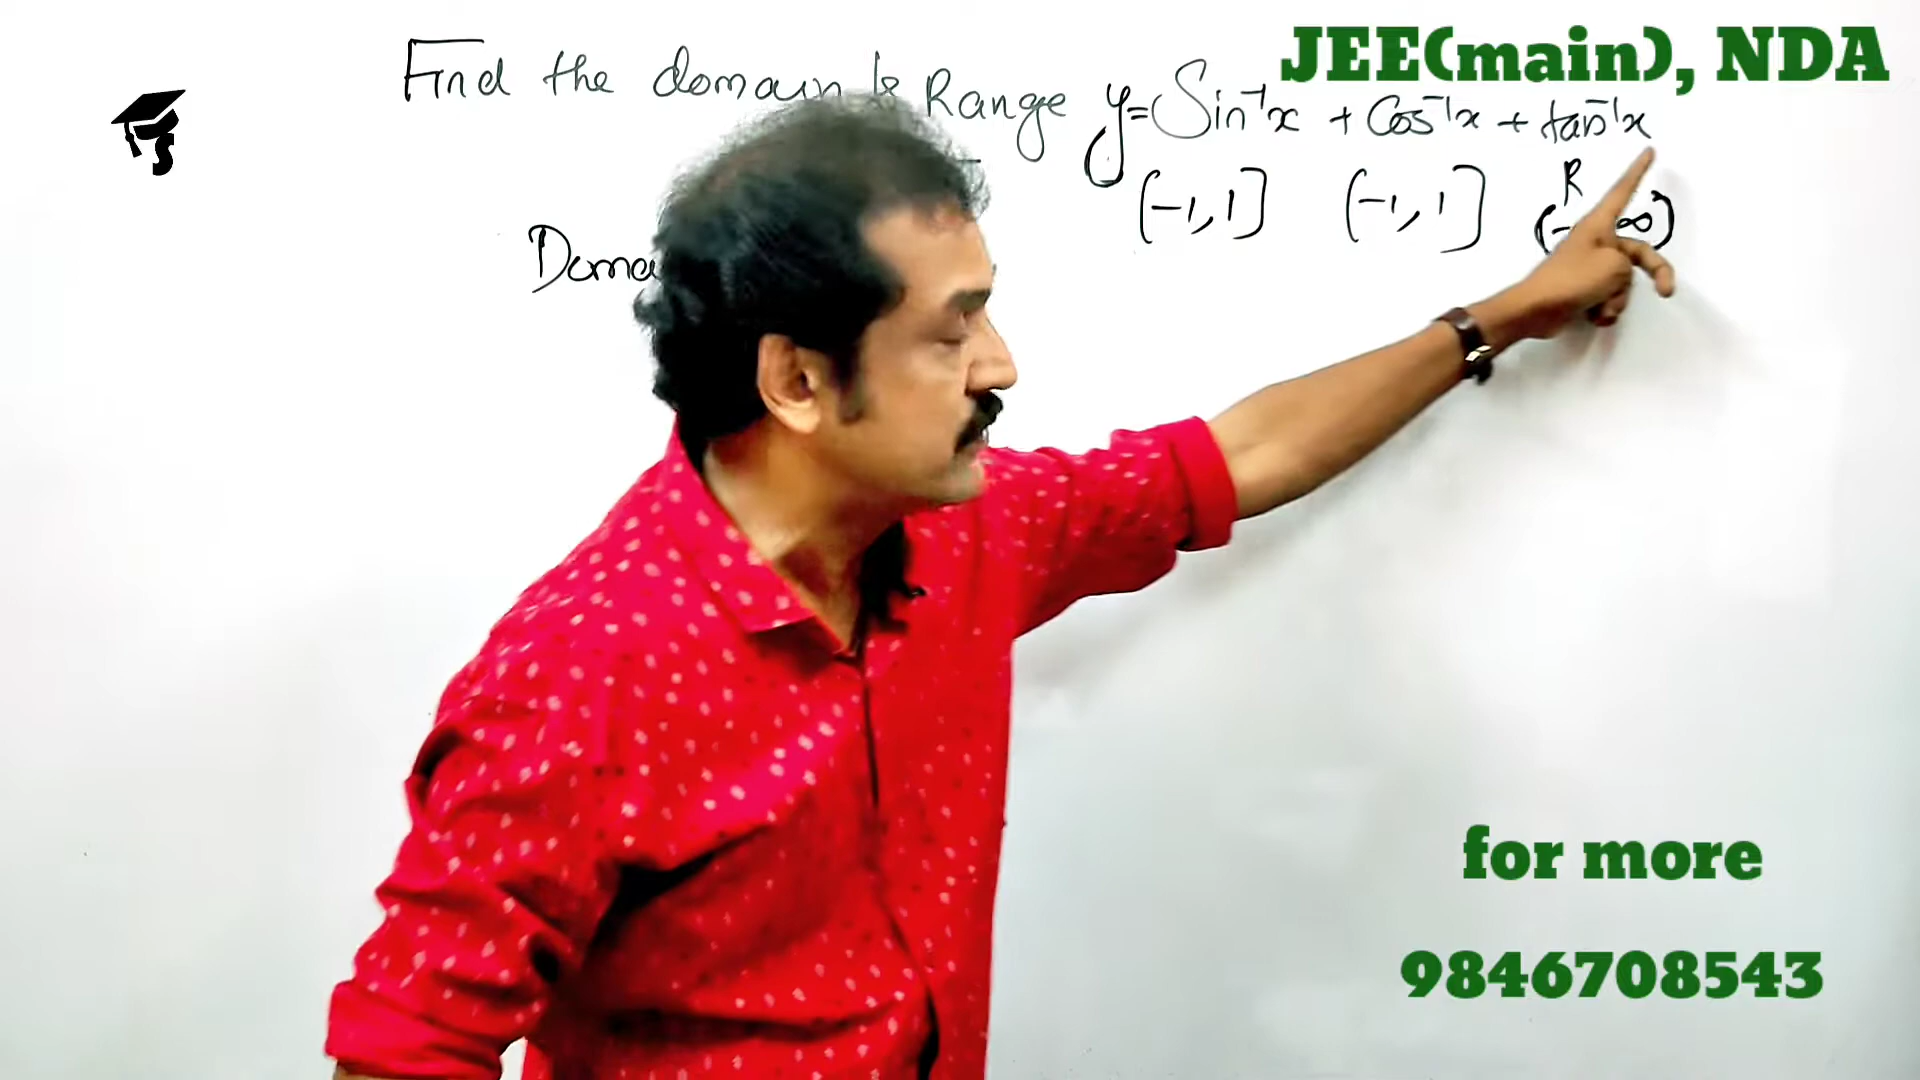 JEE(main), NDA
Find the domain & Range y=Sin⁻¹x + Cos⁻¹x + tan⁻¹x
[-1, 1] [-1, 1] R
(- ∞)
for more
9846708543